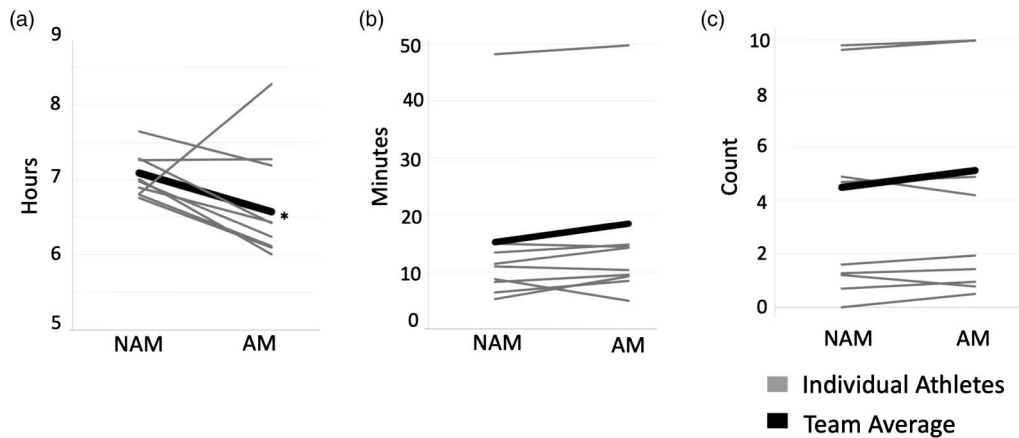 (a)
9
8
7
6
5
Hours
NAM AM
*
(b)
50
40
30
20
10
0
Minutes
NAM AM
(c)
10
8
6
4
2
0
Count
NAM AM
Individual Athletes
Team Average